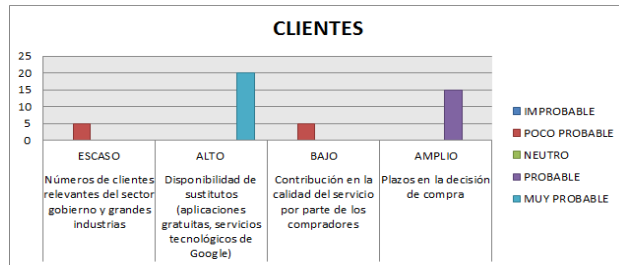 CLIENTES
25
20
15
10
5
0
ESCASO
ALTO
BAJO
AMPLIO
Números de clientes
relevantes del sector
gobierno y grandes
industrias
Disponibilidad de
sustitutos
(aplicaciones
gratuitas, servicios
tecnológicos de
Google)
Contribución en la
calidad del servicio
por parte de los
compradores
Plazos en la decisión
de compra
IMPROBABLE
POCO PROBABLE
NEUTRO
PROBABLE
MUY PROBABLE